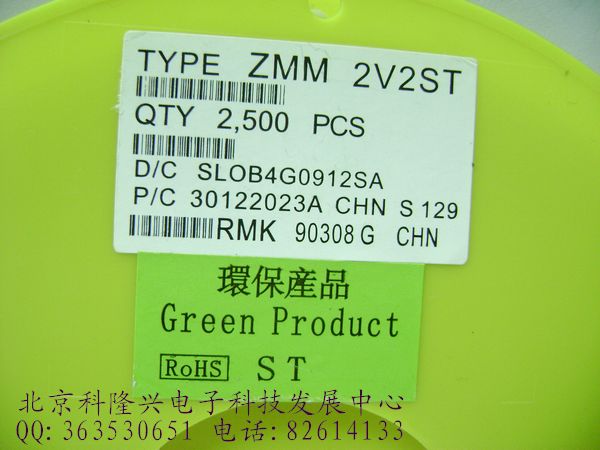 TYPE ZMM 2V2ST
QTY 2,500 PCS
D/C SLOB4G0912SA
P/C 30122023A CHN S 129
RMK 90308 G CHN
環保産品
Green Product
RoHS ST
北京科隆兴电子科技发展中心
QQ:363530651 电话:82614133